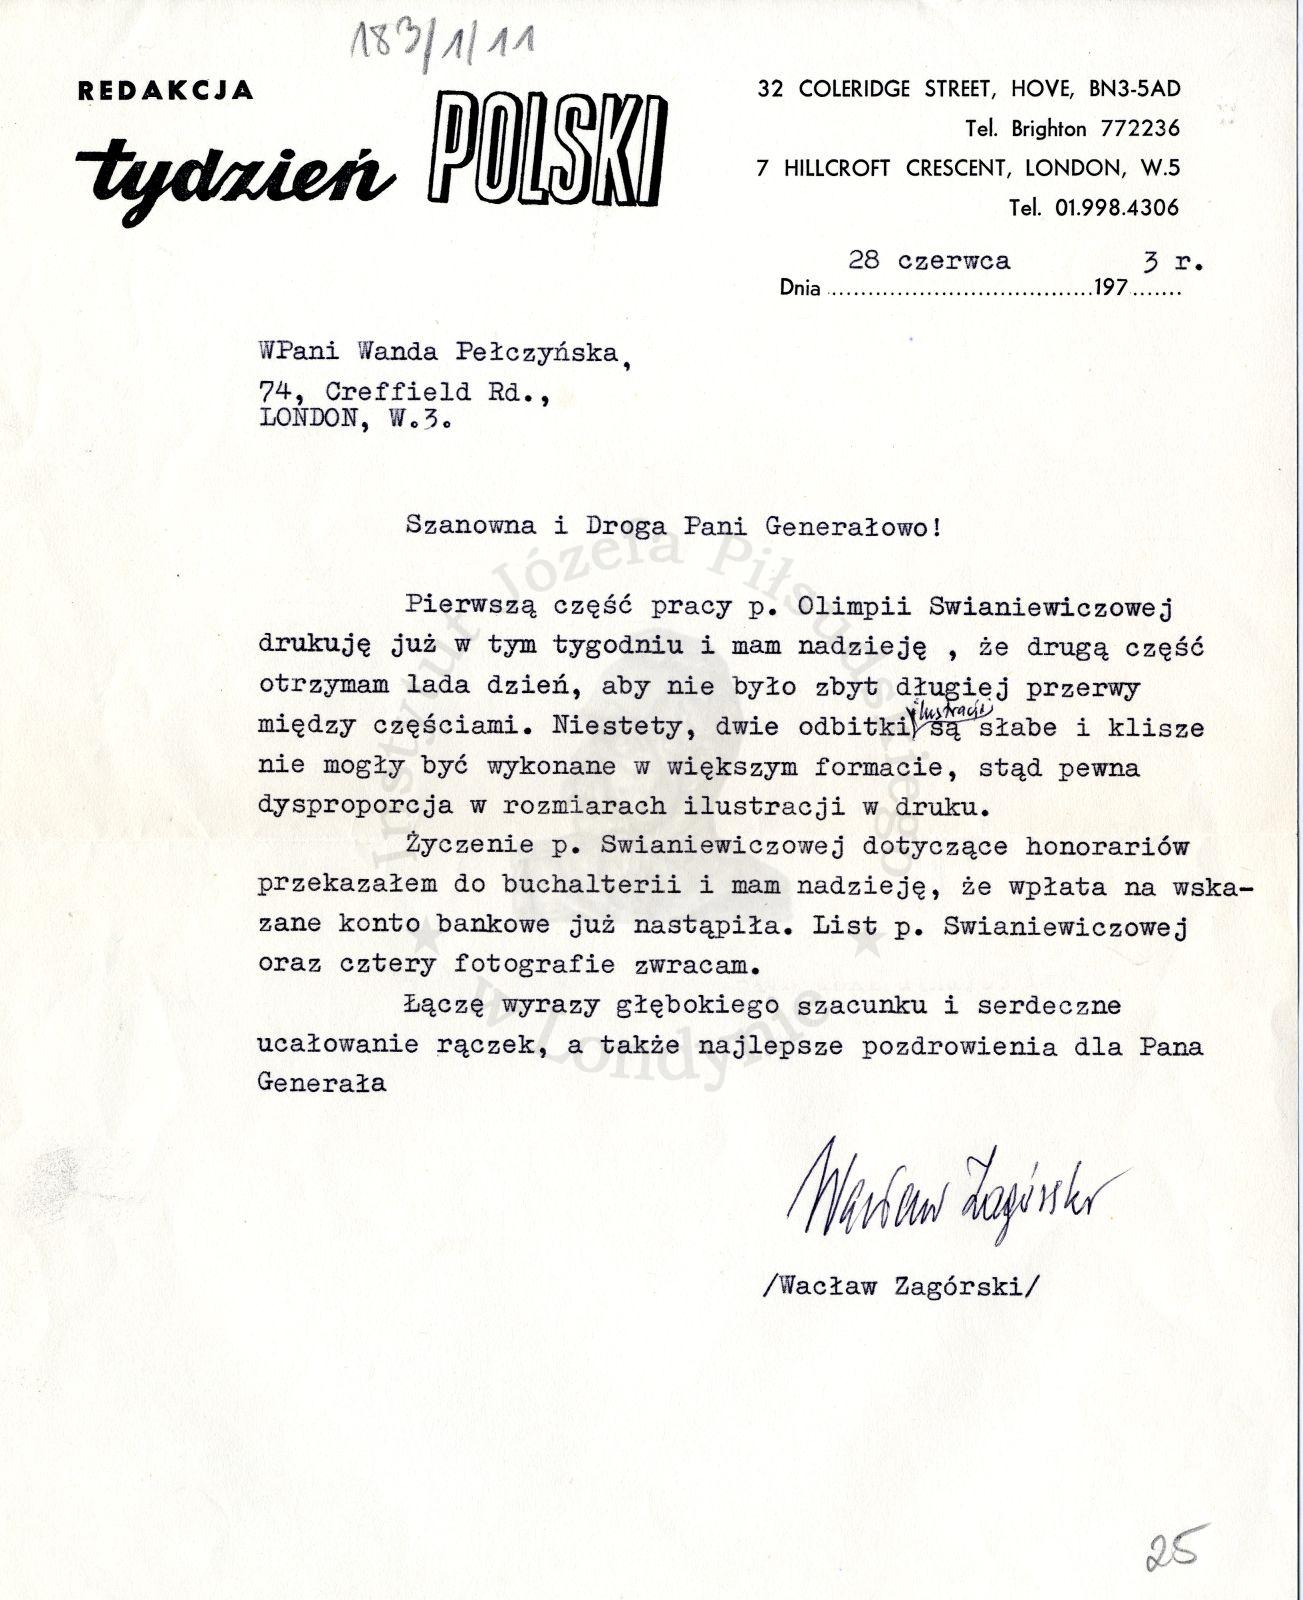 183/1/11
REDAKCJA
tydzień POLSKI
32 COLERIDGE STREET, HOVE, BN3-5AD
Tel. Brighton 772236
7 HILLCROFT CRESCENT, LONDON, W.5
Tel. 01.998.4306
Dnia 28 czerwca 1973 r.
WPani Wanda Pełczyńska,
74, Creffield Rd.,
LONDON, W.3.
Szanowna i Droga Pani Generałowo!
Pierwszą część pracy p. Olimpii Swianiewiczowej
drukuję już w tym tygodniu i mam nadzieję , że drugą część
otrzymam lada dzień, aby nie było zbyt długiej przerwy
między częściami. Niestety, dwie odbitki ilustracji są słabe i klisze
nie mogły być wykonane w większym formacie, stąd pewna
dysproporcja w rozmiarach ilustracji w druku.
Życzenie p. Swianiewiczowej dotyczące honorariów
przekazałem do buchalterii i mam nadzieję, że wpłata na wska-
zane konto bankowe już nastąpiła. List p. Swianiewiczowej
oraz cztery fotografie zwracam.
Łączę wyrazy głębokiego szacunku i serdeczne
ucałowanie rączek, a także najlepsze pozdrowienia dla Pana
Generała
Wacław Zagórski
/Wacław Zagórski/
25
Instytut Józefa Piłsudskiego
w Londynie